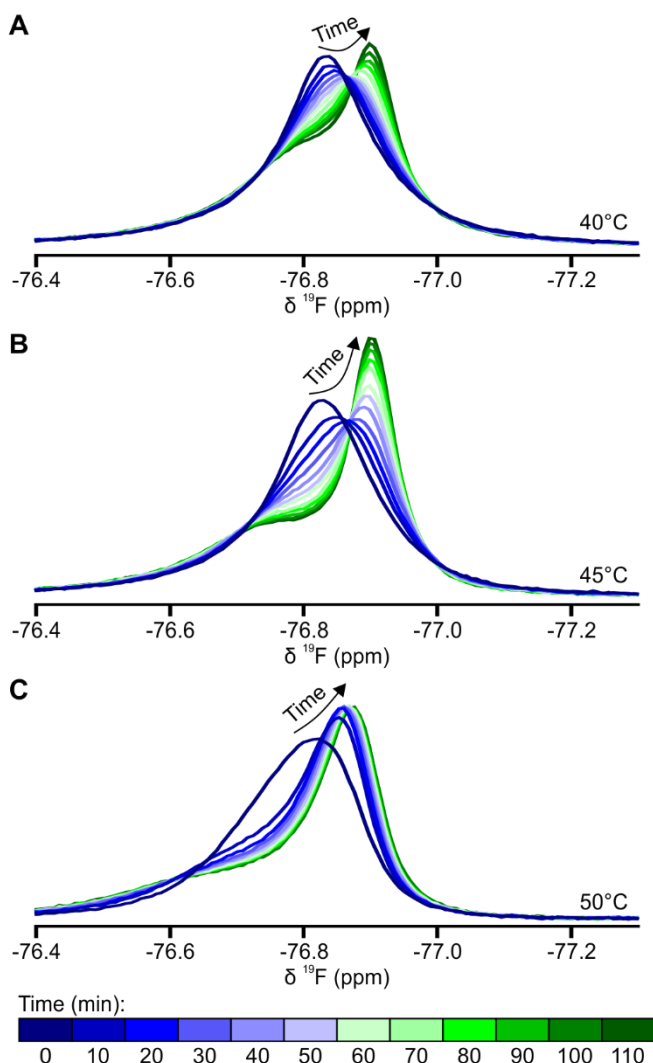 A
Time
40°C
-76.4 -76.6 -76.8 -77.0 -77.2
δ ¹⁹F (ppm)
B
Time
45°C
-76.4 -76.6 -76.8 -77.0 -77.2
δ ¹⁹F (ppm)
C
Time
50°C
-76.4 -76.6 -76.8 -77.0 -77.2
δ ¹⁹F (ppm)
Time (min):
0 10 20 30 40 50 60 70 80 90 100 110